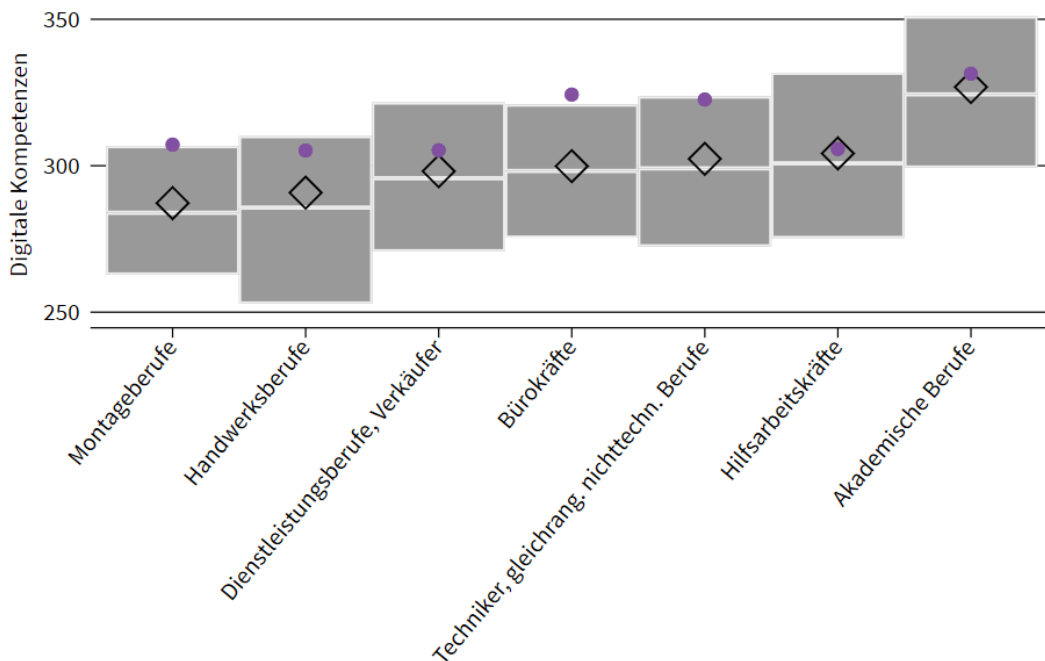 Digitale Kompetenzen
350
300
250
Montageberufe
Handwerksberufe
Dienstleistungsberufe, Verkäufer
Bürokräfte
Techniker, gleichrang. nichttechn. Berufe
Hilfsarbeitskräfte
Akademische Berufe